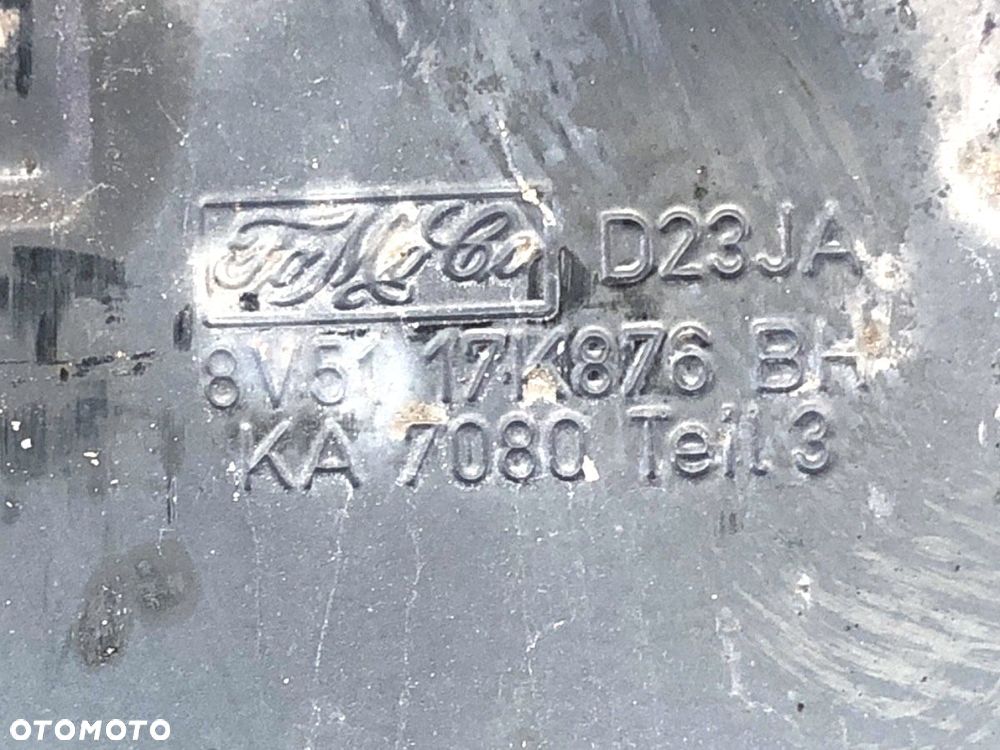 FoMoCo D23JA
8V51 17K876 BH
KA 7080 Teil 3
OTOMOTO